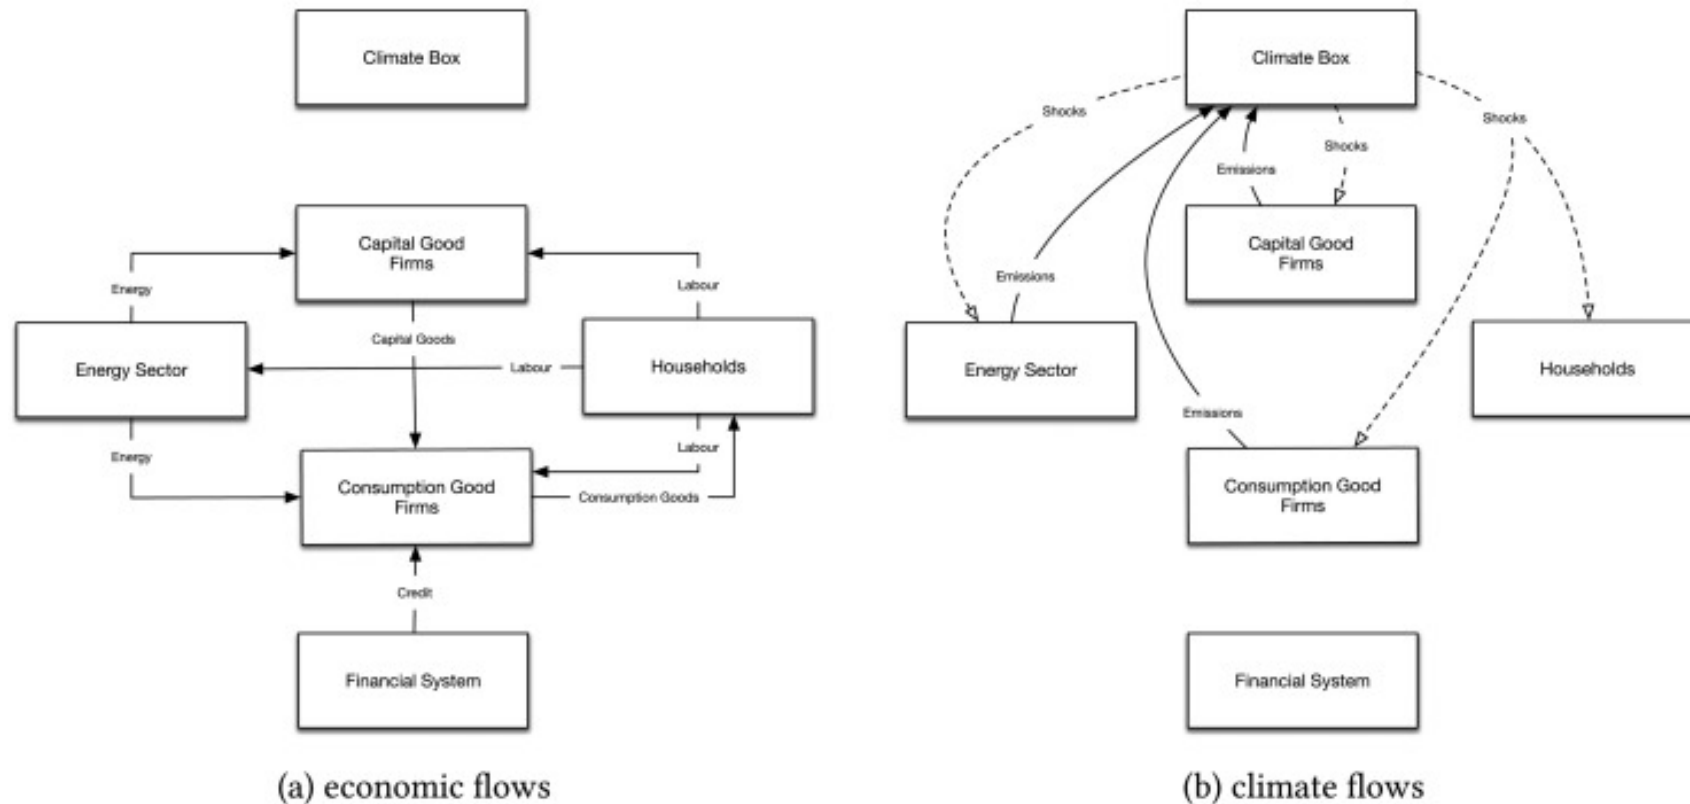 Climate Box
Capital Good
Firms
Energy
Labour
Capital Goods
Energy Sector
Labour
Households
Energy
Labour
Consumption Good
Firms
Consumption Goods
Credit
Financial System
(a) economic flows
Climate Box
Shocks
Shocks
Shocks
Emissions
Capital Good
Firms
Emissions
Energy Sector
Households
Emissions
Consumption Good
Firms
Financial System
(b) climate flows